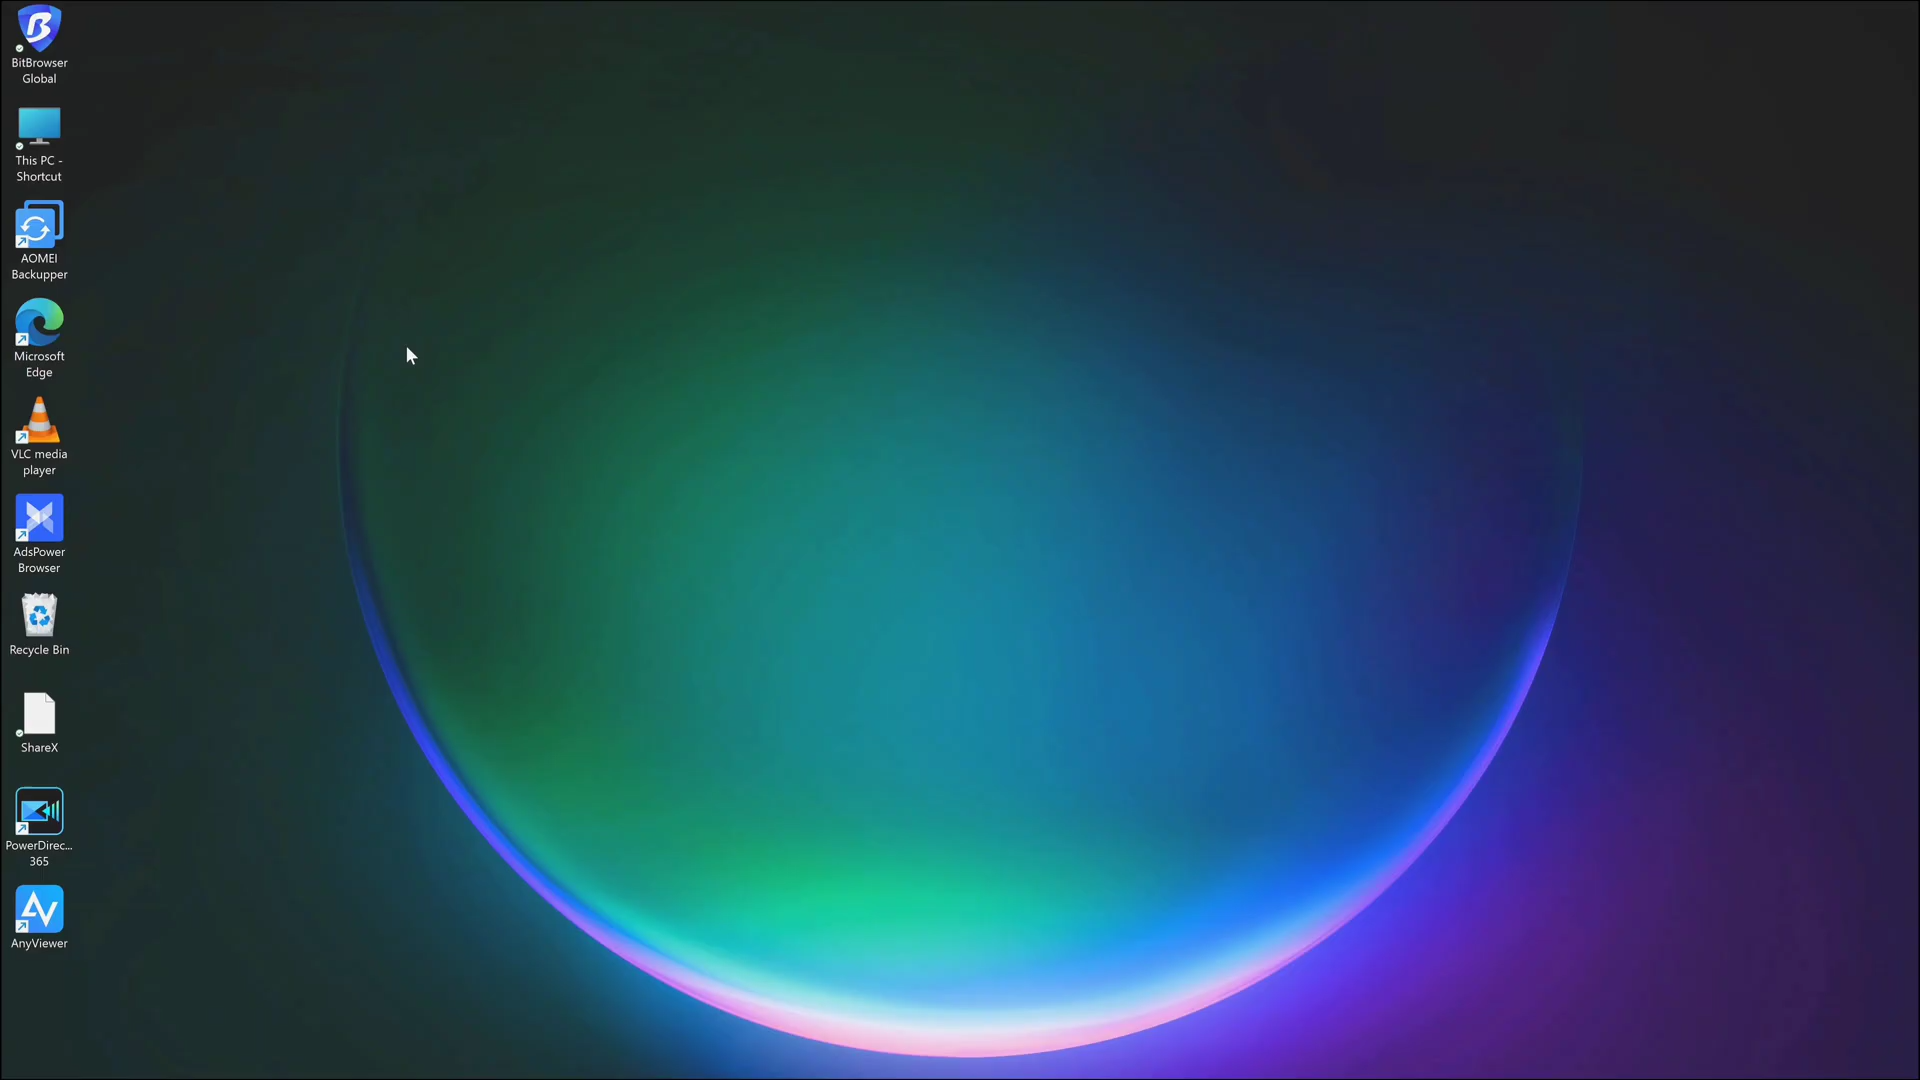 BitBrowser
Global
This PC -
Shortcut
AOMEI
Backupper
Microsoft
Edge
VLC media
player
AdsPower
Browser
Recycle Bin
ShareX
PowerDirec...
365
AnyViewer